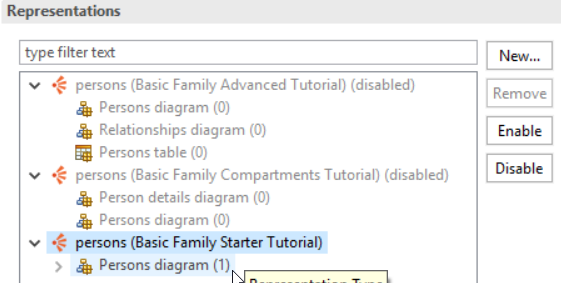 Representations
type filter text
New...
persons (Basic Family Advanced Tutorial) (disabled)
Persons diagram (0)
Remove
Relationships diagram (0)
Enable
Persons table (0)
Disable
persons (Basic Family Compartments Tutorial) (disabled)
Person details diagram (0)
Persons diagram (0)
persons (Basic Family Starter Tutorial)
Persons diagram (1)
Representation Type